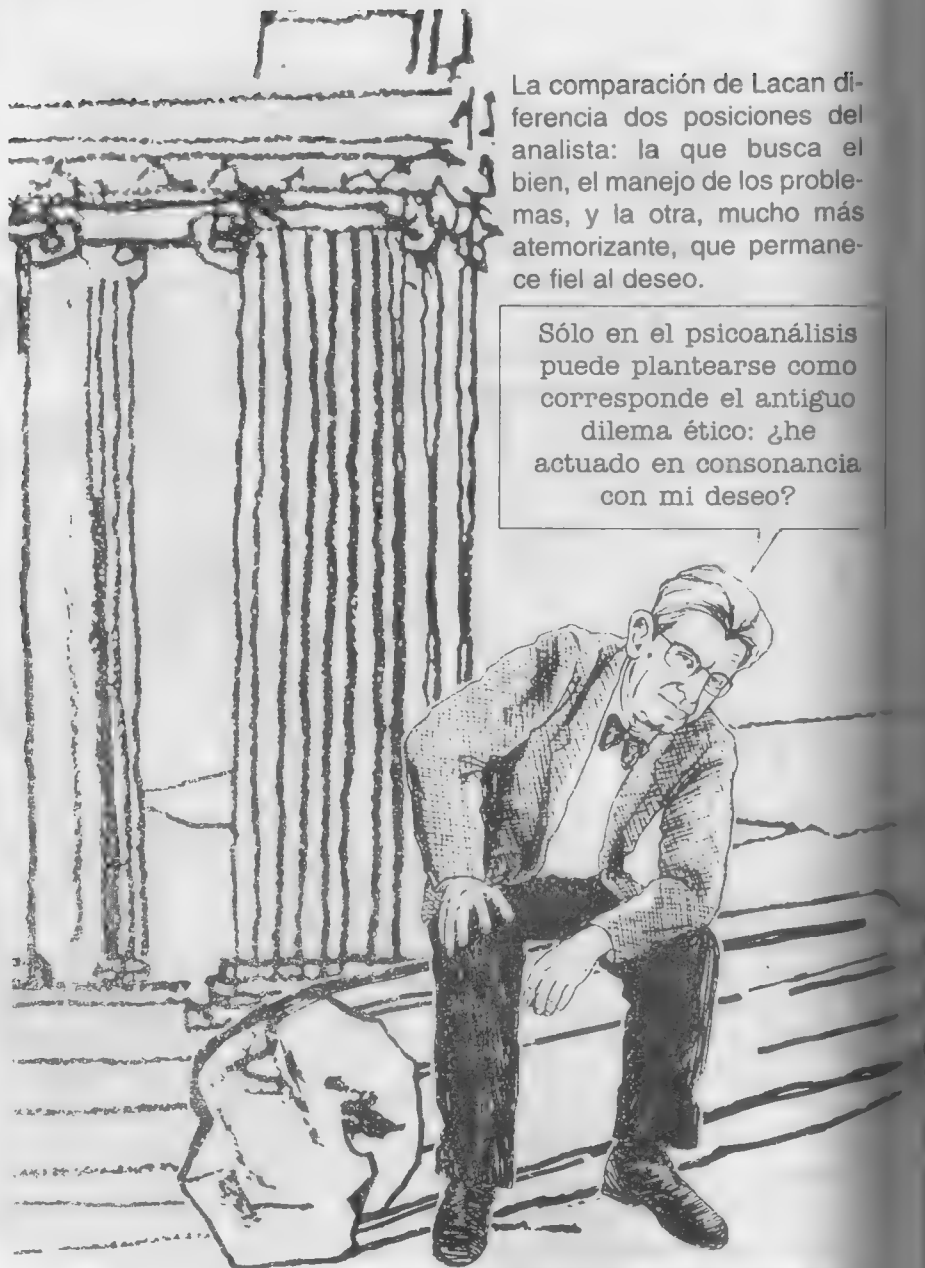 La comparación de Lacan di-
ferencia dos posiciones del
analista: la que busca el
bien, el manejo de los proble-
mas, y la otra, mucho más
atemorizante, que permane-
ce fiel al deseo.
Sólo en el psicoanálisis
puede plantearse como
corresponde el antiguo
dilema ético: ¿he
actuado en consonancia
con mi deseo?